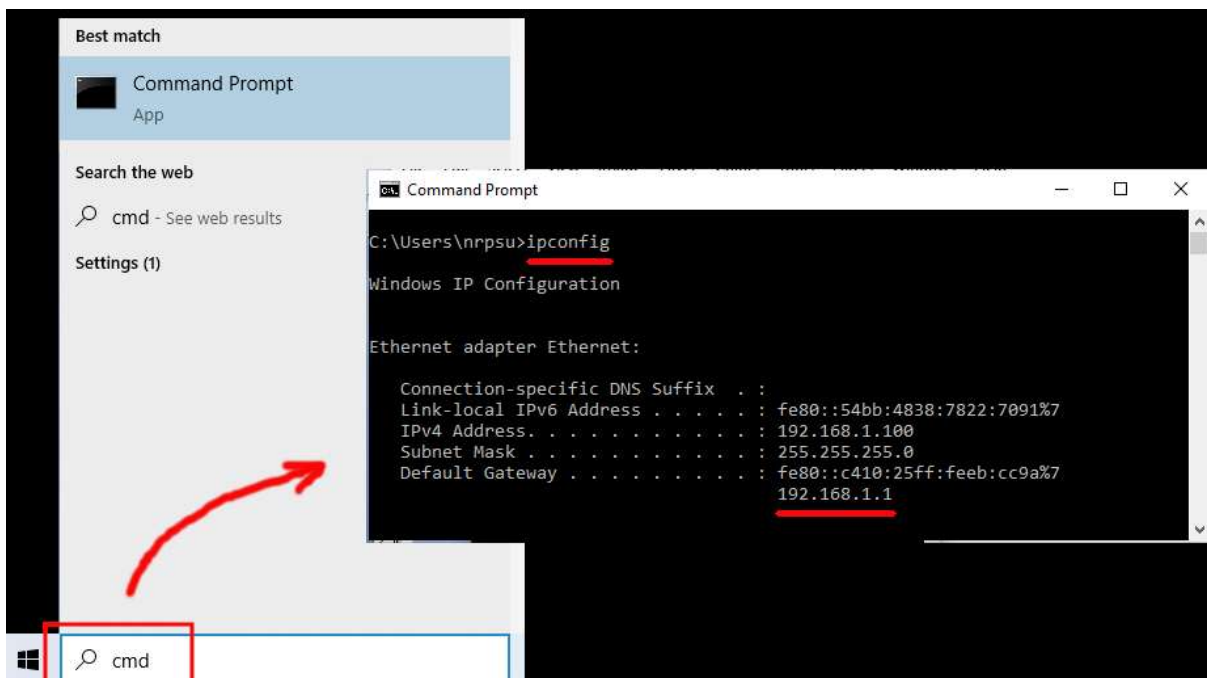 Best match
Command Prompt
App
Search the web
cmd - See web results
Settings (1)
cmd
Command Prompt
C:\Users\nrpsu>ipconfig
Windows IP Configuration
Ethernet adapter Ethernet:
Connection-specific DNS Suffix . :
Link-local IPv6 Address . . . . . : fe80::54bb:4838:7822:7091%7
IPv4 Address. . . . . . . . . . . : 192.168.1.100
Subnet Mask . . . . . . . . . . . : 255.255.255.0
Default Gateway . . . . . . . . . : fe80::c410:25ff:feeb:cc9a%7
192.168.1.1